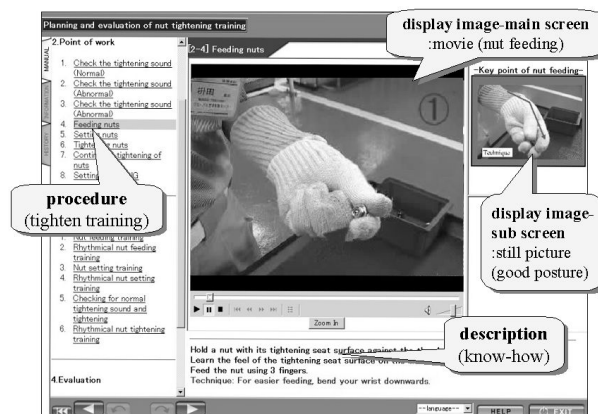 Planning and evaluation of nut tightening training
display image-main screen
:movie (nut feeding)
MANUAL
HISTORY
2.Point of work
1. Check the tightening sound
(Normal)
2. Check the tightening sound
(Abnormal)
3. Check the tightening sound
(Abnormal)
4. Feeding nuts
5. Setting nuts
6. Tighten nuts
7. Contin tightening of
nuts
8. Setting G
procedure
(tighten training)
1. Nut feeding training
2. Rhythmical nut feeding
training
3. Nut setting training
4. Rhythmical nut setting
training
5. Checking for normal
tightening sound and
tightening
6. Rhythmical nut tightening
training
4.Evaluation
[2-4] Feeding nuts
①
-Key point of nut feeding-
Technique
display image-
sub screen
:still picture
(good posture)
Zoom In
description
(know-how)
Hold a nut with its tightening seat surface against the
Learn the feel of the tightening seat surface on the
Feed the nut using 3 fingers.
Technique: For easier feeding, bend your wrist downwards.
--language--
HELP
EXIT